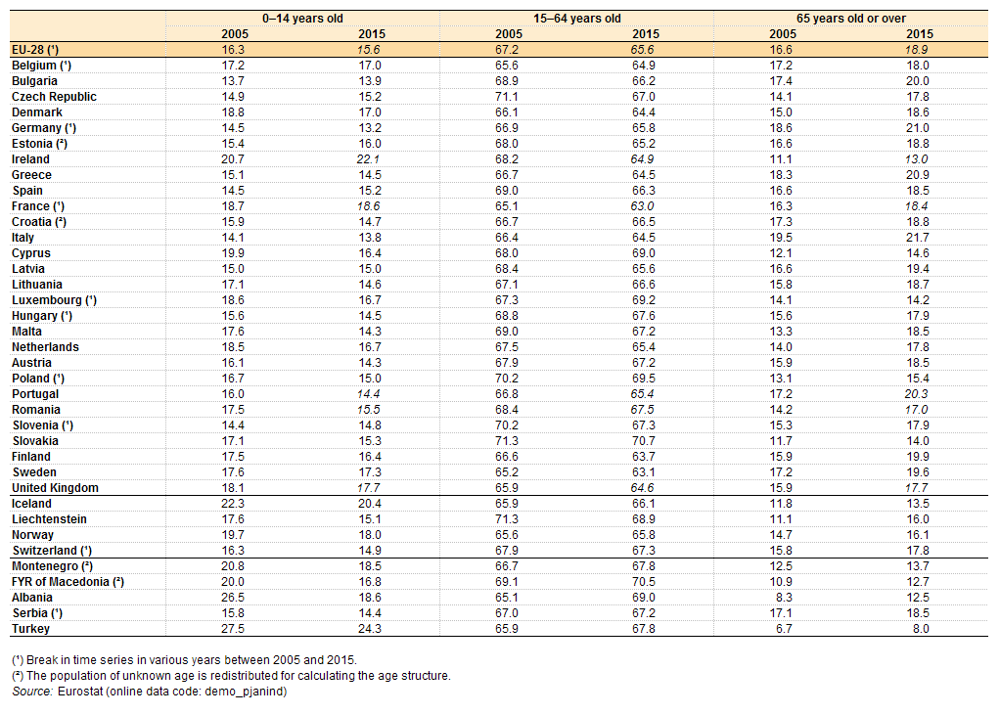 0–14 years old 15–64 years old 65 years old or over
2005 2015 2005 2015 2005 2015
EU-28 (¹) 16.3 15.6 67.2 65.6 16.6 18.9
Belgium (¹) 17.2 17.0 65.6 64.9 17.2 18.0
Bulgaria 13.7 13.9 68.9 66.2 17.4 20.0
Czech Republic 14.9 15.2 71.1 67.0 14.1 17.8
Denmark 18.8 17.0 66.1 64.4 15.0 18.6
Germany (¹) 14.5 13.2 66.9 65.8 18.6 21.0
Estonia (²) 15.4 16.0 68.0 65.2 16.6 18.8
Ireland 20.7 22.1 68.2 64.9 11.1 13.0
Greece 15.1 14.5 66.7 64.5 18.3 20.9
Spain 14.5 15.2 69.0 66.3 16.6 18.5
France (¹) 18.7 18.6 65.1 63.0 16.3 18.4
Croatia (²) 15.9 14.7 66.7 66.5 17.3 18.8
Italy 14.1 13.8 66.4 64.5 19.5 21.7
Cyprus 19.9 16.4 68.0 69.0 12.1 14.6
Latvia 15.0 15.0 68.4 65.6 16.6 19.4
Lithuania 17.1 14.6 67.1 66.6 15.8 18.7
Luxembourg (¹) 18.6 16.7 67.3 69.2 14.1 14.2
Hungary (¹) 15.6 14.5 68.8 67.6 15.6 17.9
Malta 17.6 14.3 69.0 67.2 13.3 18.5
Netherlands 18.5 16.7 67.5 65.4 14.0 17.8
Austria 16.1 14.3 67.9 67.2 15.9 18.5
Poland (¹) 16.7 15.0 70.2 69.5 13.1 15.4
Portugal 16.0 14.4 66.8 65.4 17.2 20.3
Romania 17.5 15.5 68.4 67.5 14.2 17.0
Slovenia (¹) 14.4 14.8 70.2 67.3 15.3 17.9
Slovakia 17.1 15.3 71.3 70.7 11.7 14.0
Finland 17.5 16.4 66.6 63.7 15.9 19.9
Sweden 17.6 17.3 65.2 63.1 17.2 19.6
United Kingdom 18.1 17.7 65.9 64.6 15.9 17.7
Iceland 22.3 20.4 65.9 66.1 11.8 13.5
Liechtenstein 17.6 15.1 71.3 68.9 11.1 16.0
Norway 19.7 18.0 65.6 65.8 14.7 16.1
Switzerland (¹) 16.3 14.9 67.9 67.3 15.8 17.8
Montenegro (²) 20.8 18.5 66.7 67.8 12.5 13.7
FYR of Macedonia (²) 20.0 16.8 69.1 70.5 10.9 12.7
Albania 26.5 18.6 65.1 69.0 8.3 12.5
Serbia (¹) 15.8 14.4 67.0 67.2 17.1 18.5
Turkey 27.5 24.3 65.9 67.8 6.7 8.0
(¹) Break in time series in various years between 2005 and 2015.
(²) The population of unknown age is redistributed for calculating the age structure.
Source: Eurostat (online data code: demo_pjanind)